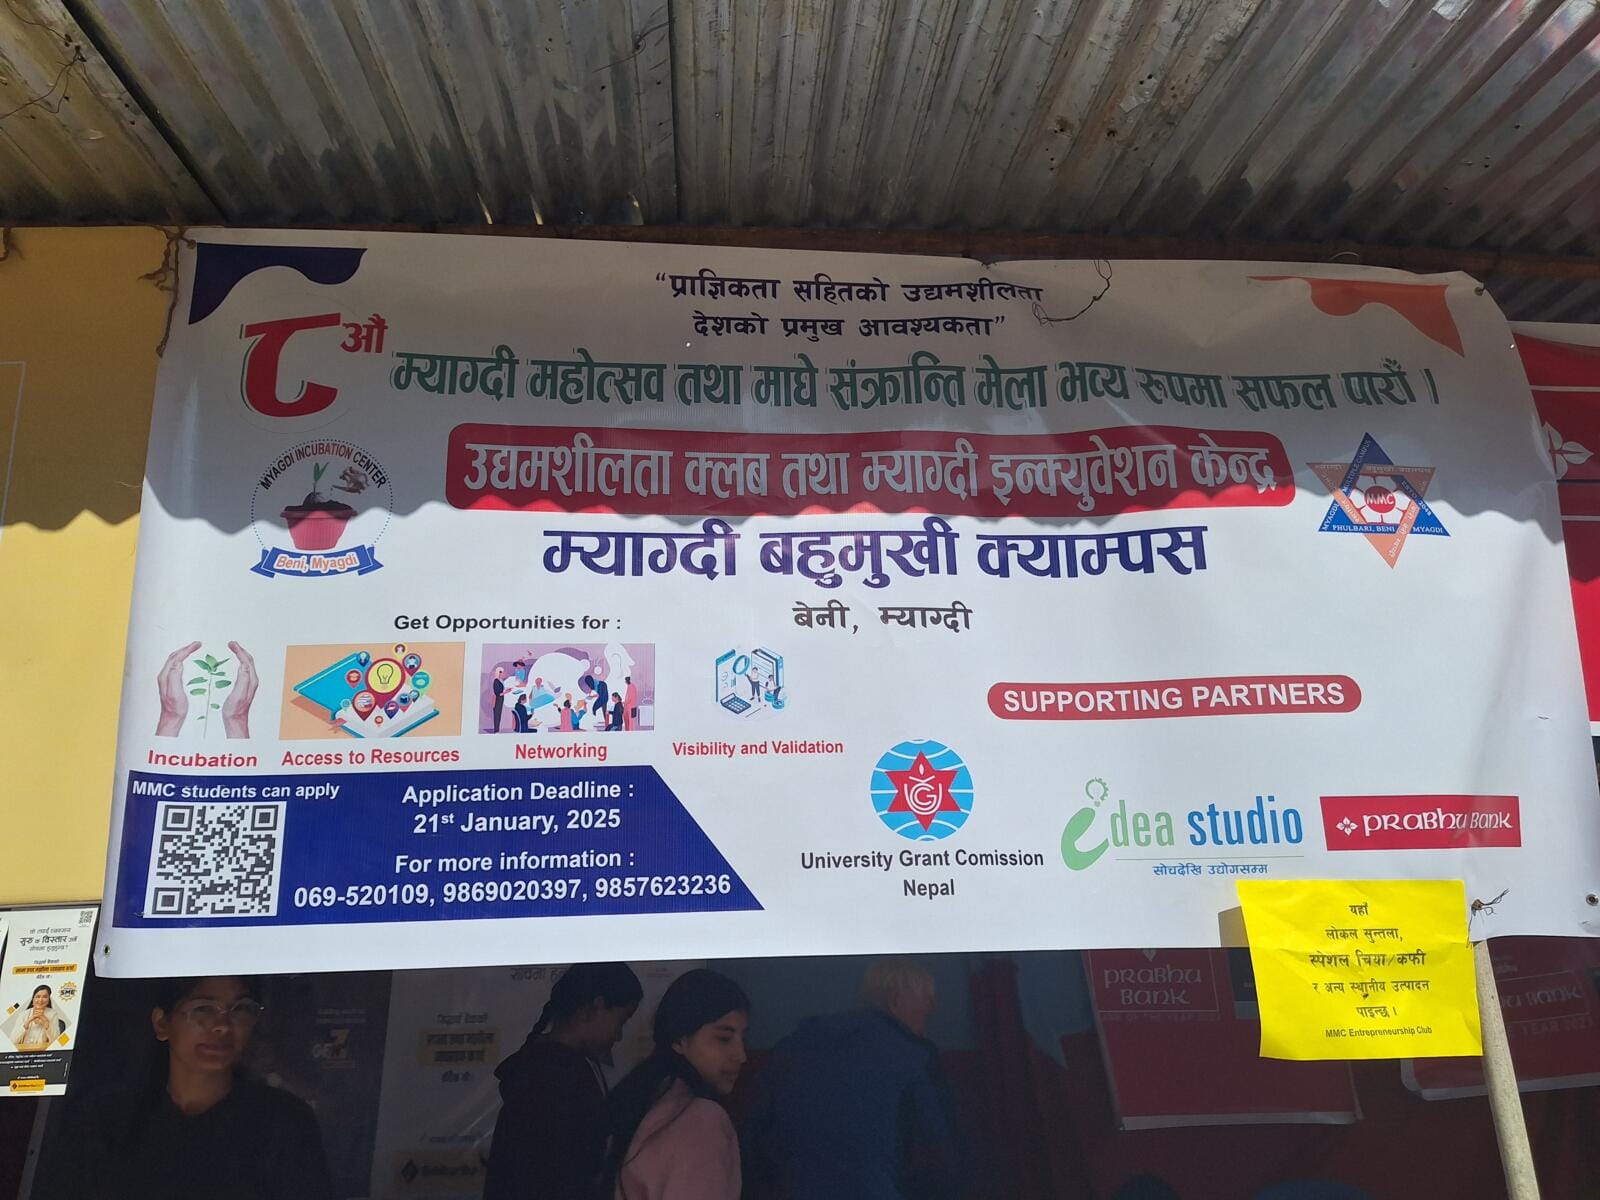 “प्राज्ञिकता सहितको उद्यमशीलता
देशको प्रमुख आवश्यकता”
८औं
म्याग्दी महोत्सव तथा माघे संक्रान्ति मेला भव्य रुपमा सफल पारौं ।
उद्यमशीलता क्लब तथा म्याग्दी इन्क्युवेशन केन्द्र
MYAGDI INCUBATION CENTER
Beni, Myagdi
MMC
PHULBARI, BENI
MYAGDI
म्याग्दी बहुमुखी क्याम्पस
बेनी, म्याग्दी
Get Opportunities for :
Incubation
Access to Resources
Networking
Visibility and Validation
SUPPORTING PARTNERS
MMC students can apply
Application Deadline :
21st January, 2025
For more information :
069-520109, 9869020397, 9857623236
University Grant Comission
Nepal
idea studio
सोचदेखि उद्योगसम्म
PRABHU BANK
यहाँ
लोकल सुन्तला,
स्पेशल चिया/कफी
र अन्य स्थानीय उत्पादन
पाइन्छ ।
MMC Entrepreneurship Club
सुरु की विस्तार गर्ने
SME
PRABHU
BANK